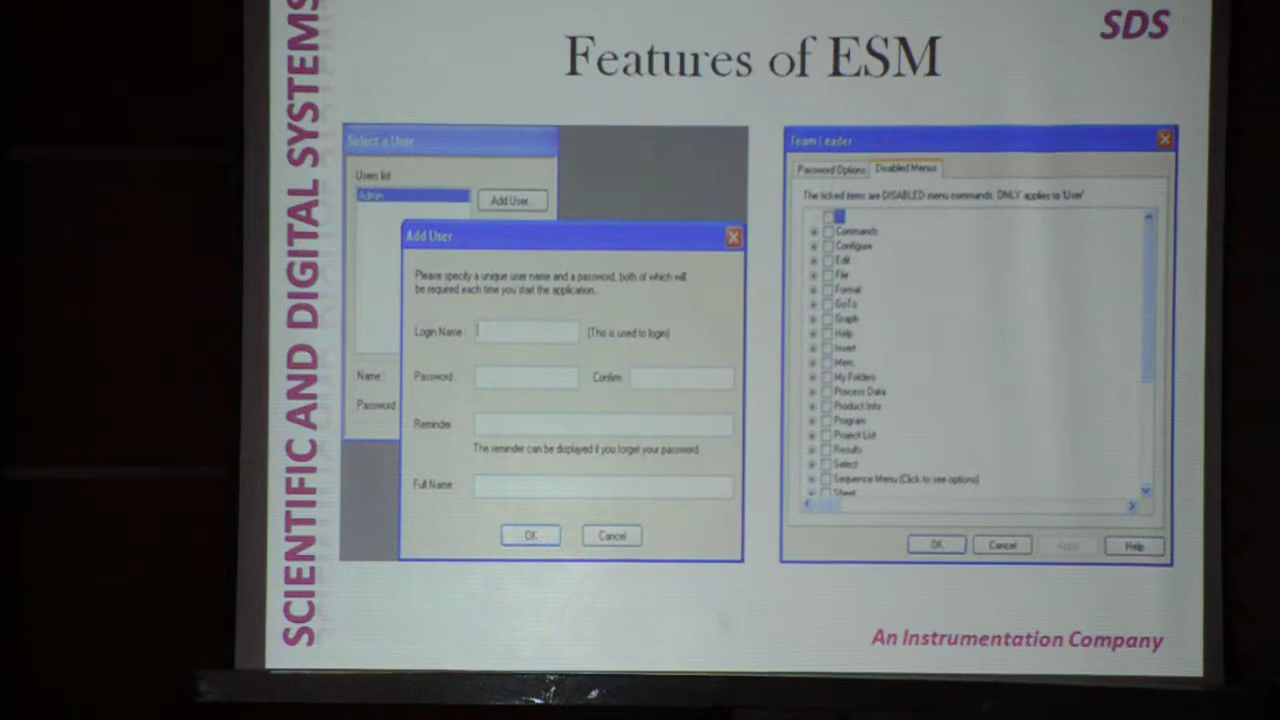 SDS
Features of ESM
SCIENTIFIC AND DIGITAL SYSTEMS
Select a User
Users list
Admin
Add User...
Name :
Password
Add User
Please specify a unique user name and a password, both of which will
be required each time you start the application.
Login Name :
(This is used to login)
Password :
Confirm
Reminder
The reminder can be displayed if you forget your password.
Full Name :
OK
Cancel
Team Leader
Password Options
Disabled Menus
The ticked items are DISABLED menu commands. ONLY applies to 'User'
Commands
Configure
Edit
File
Format
GoTo
Graph
Help
Insert
Item
My Folders
Process Data
Product Info
Program
Project List
Results
Select
Sequence Menu (Click to see options)
Sheet
OK
Cancel
Apply
Help
An Instrumentation Company